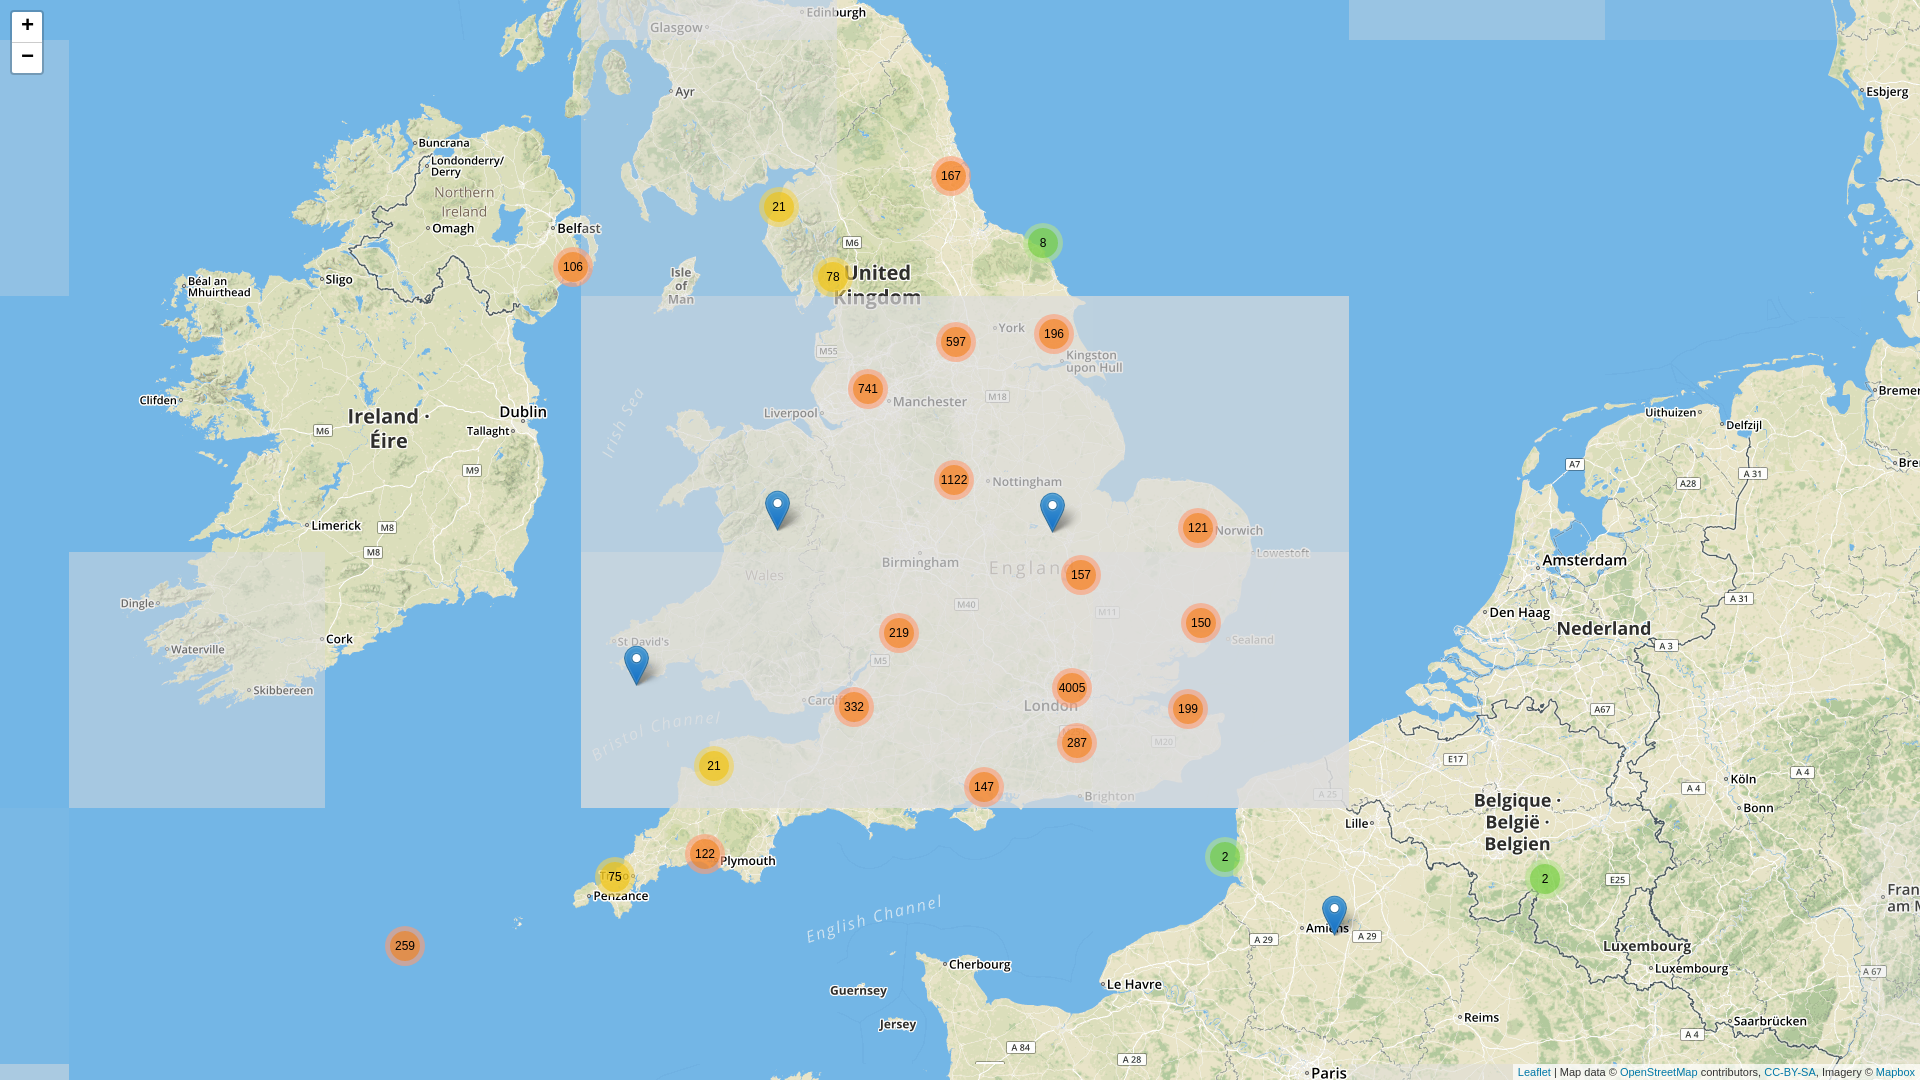 +
−
Glasgow
Edinburgh
Ayr
Esbjerg
Buncrana
Londonderry/
Derry
167
Northern
Ireland
21
Omagh
Belfast
M6
8
106
Isle
of
Man
78
United
Kingdom
Béal an
Mhuirthead
Sligo
York
196
597
M55
Kingston
upon Hull
741
Manchester
M18
Clifden
Dublin
Liverpool
Ireland ·
Éire
M6
Tallaght
Irish Sea
Uithuizen
Delfzijl
A7
A 31
M9
1122
Nottingham
A28
Limerick
M8
121
Norwich
M8
Lowestoft
Birmingham
Amsterdam
Wales
157
Dingle
M40
M11
A 31
Den Haag
Nederland
219
150
Cork
St David's
Sealand
A 3
Waterville
M5
Skibbereen
4005
Cardiff
332
London
199
A67
Bristol Channel
287
M20
E17
21
147
Brighton
A 25
Köln
A 4
A 4
Belgique ·
België ·
Belgien
Bonn
Lille
122
Plymouth
2
75
Penzance
2
E25
English Channel
Amiens
A 29
A 29
259
Luxembourg
Cherbourg
Luxembourg
A 67
Guernsey
Le Havre
Jersey
Reims
Saarbrücken
A 84
A 28
A 4
Paris
Leaflet | Map data © OpenStreetMap contributors, CC-BY-SA, Imagery © Mapbox